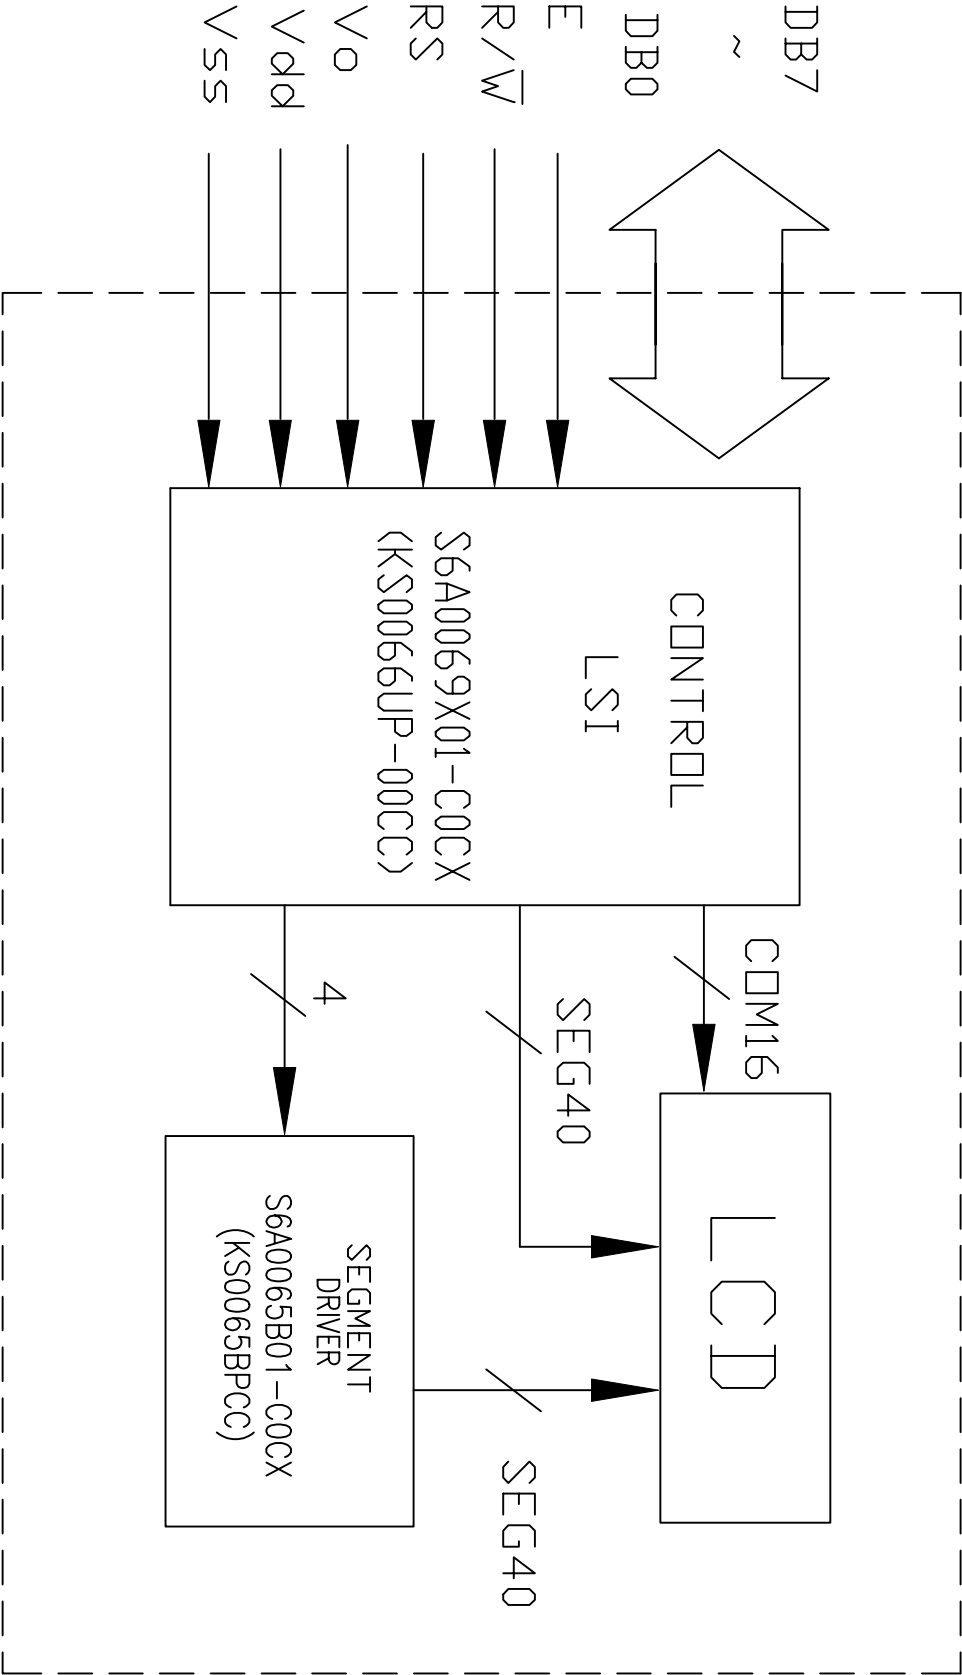 DB7
~
DB0
E
R/W̅
RS
Vo
Vdd
Vss
CONTROL
LSI
S6A0069X01-C0CX
(KS0066UP-00CC)
COM16
SEG40
4
LCD
SEGMENT
DRIVER
S6A0065B01-C0CX
(KS0065BPCC)
SEG40